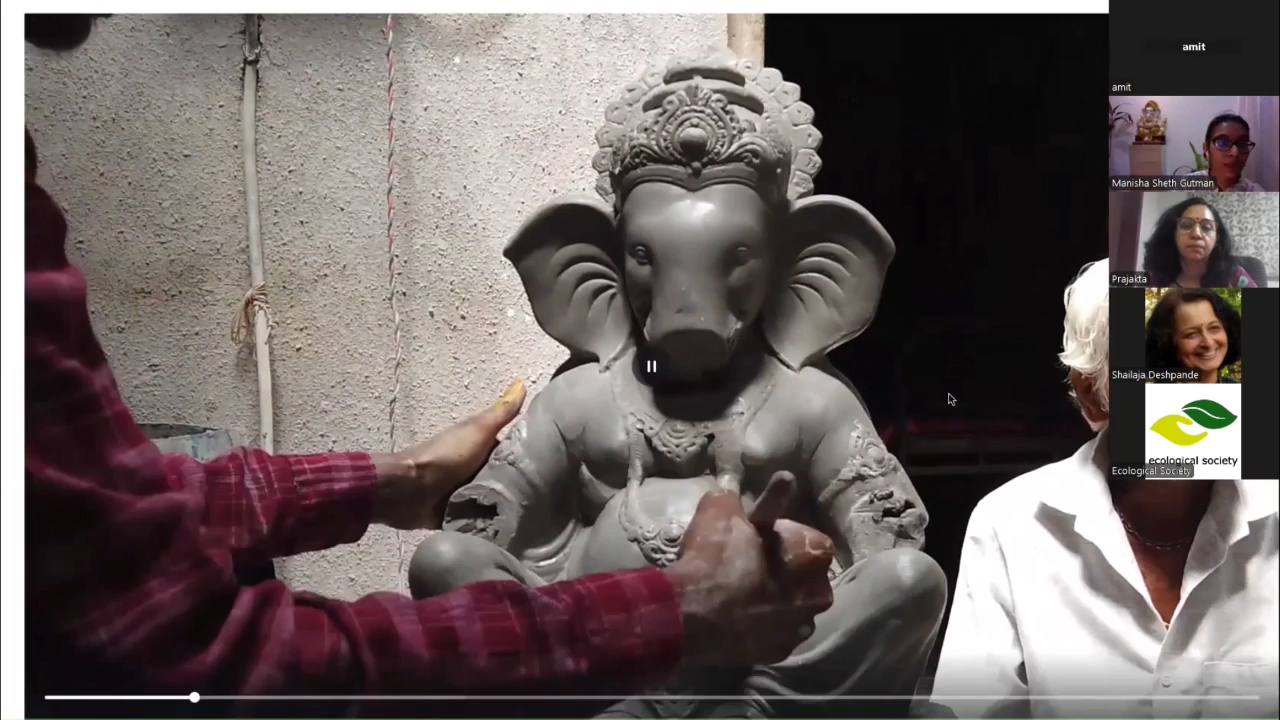 amit
amit
Manisha Sheth Gutman
Prajakta
Shailaja Deshpande
ecological society
Ecological Society